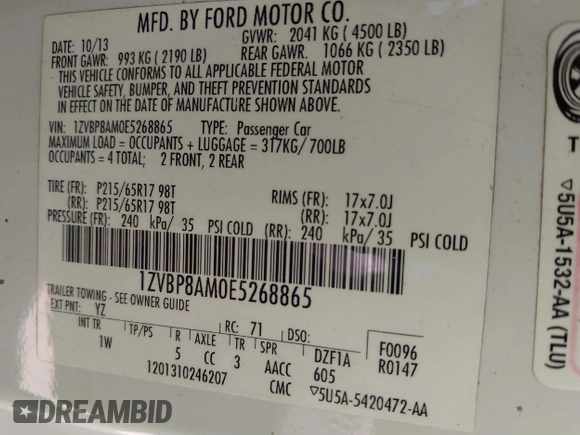 MFD. BY FORD MOTOR CO.
DATE: 10/13
GVWR: 2041 KG ( 4500 LB)
FRONT GAWR: 993 KG ( 2190 LB)
REAR GAWR: 1066 KG ( 2350 LB)
THIS VEHICLE CONFORMS TO ALL APPLICABLE FEDERAL MOTOR
VEHICLE SAFETY, BUMPER, AND THEFT PREVENTION STANDARDS
IN EFFECT ON THE DATE OF MANUFACTURE SHOWN ABOVE.
VIN: 1ZVBP8AM0E5268865 TYPE: Passenger Car
MAXIMUM LOAD = OCCUPANTS + LUGGAGE = 317KG/ 700LB
OCCUPANTS = 4 TOTAL; 2 FRONT, 2 REAR
TIRE (FR): P215/65R17 98T RIMS (FR): 17x7.0J
(RR): P215/65R17 98T (RR): 17x7.0J
PRESSURE (FR): 240 kPa/ 35 PSI COLD (RR): 240 kPa/ 35 PSI COLD
1ZVBP8AM0E5268865
TRAILER TOWING - SEE OWNER GUIDE
EXT PNT: YZ RC: 71 DSO:
INT TR TP/PS R AXLE TR SPR DZF1A F0096
1W 5 CC 3 AACC 605 R0147
1201310246207 CMC ▽5U5A-5420472-AA
T
▽5U5A-1532-AA (TLU)
DREAMBID